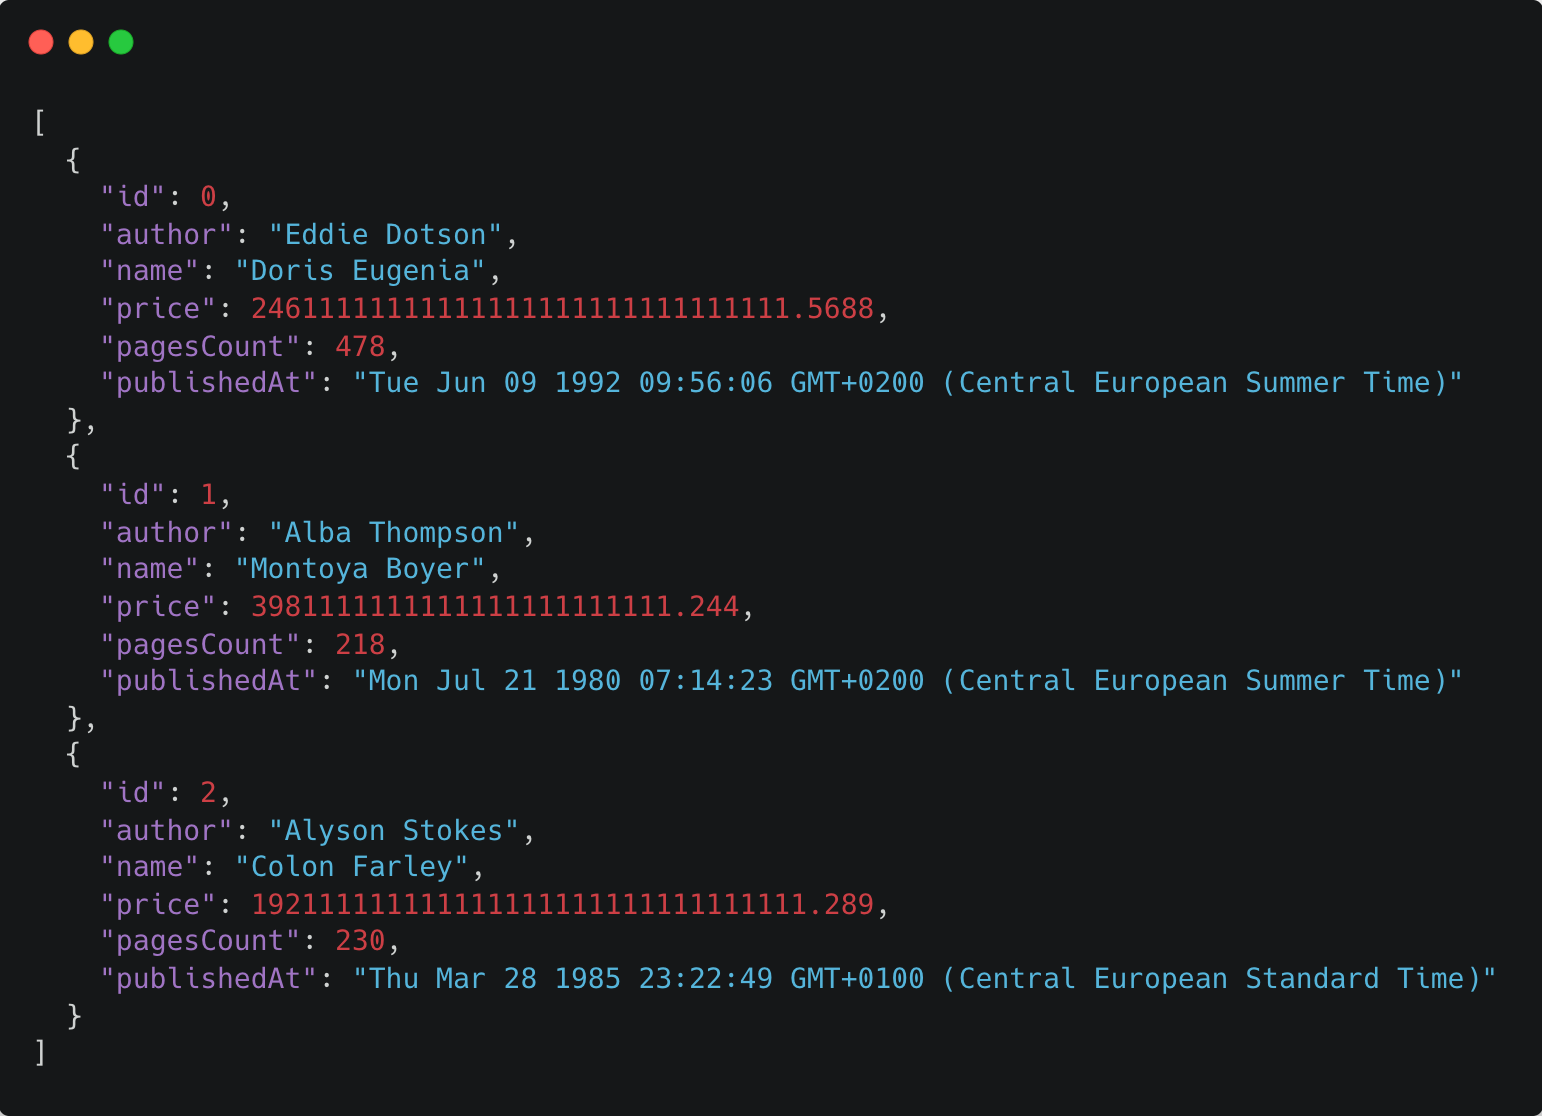 [
{
"id": 0,
"author": "Eddie Dotson",
"name": "Doris Eugenia",
"price": 24611111111111111111111111111111.5688,
"pagesCount": 478,
"publishedAt": "Tue Jun 09 1992 09:56:06 GMT+0200 (Central European Summer Time)"
},
{
"id": 1,
"author": "Alba Thompson",
"name": "Montoya Boyer",
"price": 3981111111111111111111111.244,
"pagesCount": 218,
"publishedAt": "Mon Jul 21 1980 07:14:23 GMT+0200 (Central European Summer Time)"
},
{
"id": 2,
"author": "Alyson Stokes",
"name": "Colon Farley",
"price": 192111111111111111111111111111111.289,
"pagesCount": 230,
"publishedAt": "Thu Mar 28 1985 23:22:49 GMT+0100 (Central European Standard Time)"
}
]